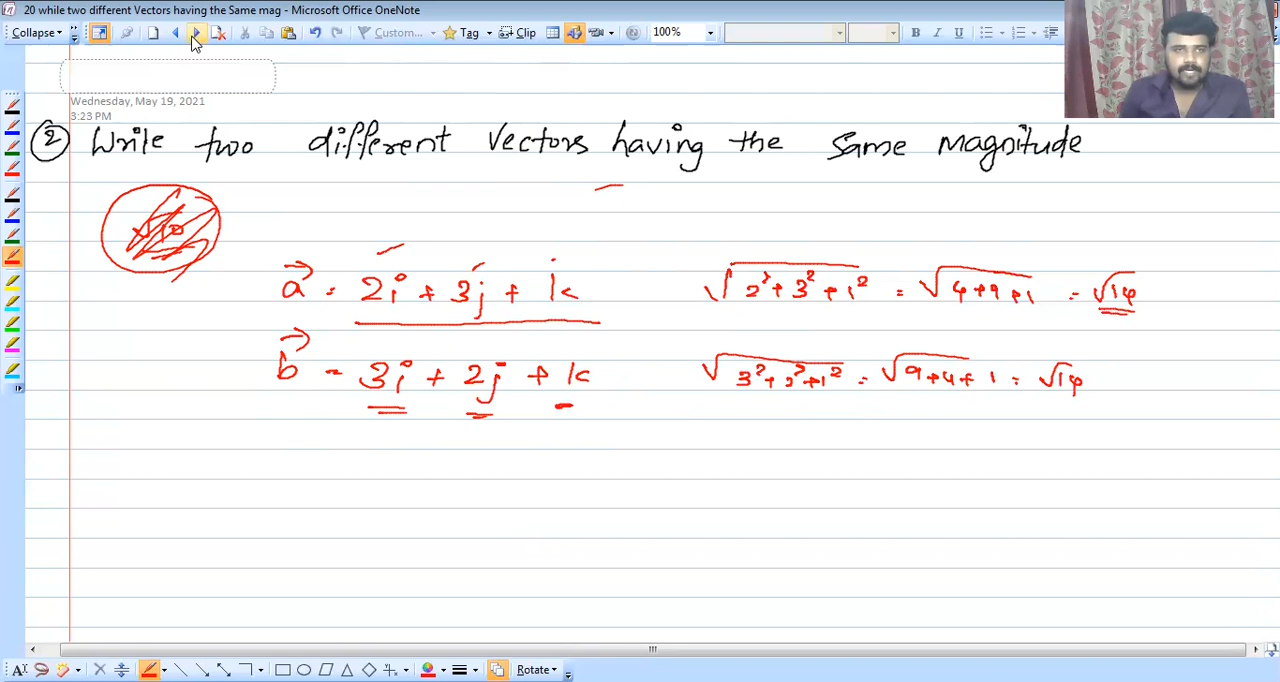 20 while two different Vectors having the Same mag - Microsoft Office OneNote
Collapse Custom... Tag Clip 100% B I U
Wednesday, May 19, 2021
3:23 PM
② Write two different Vectors having the Same magnitude
a⃗ = 2i + 3j + k √2²+3²+1² = √4+9+1 = √14
b⃗ = 3i + 2j + k √3²+2²+1² = √9+4+1 = √14
Rotate